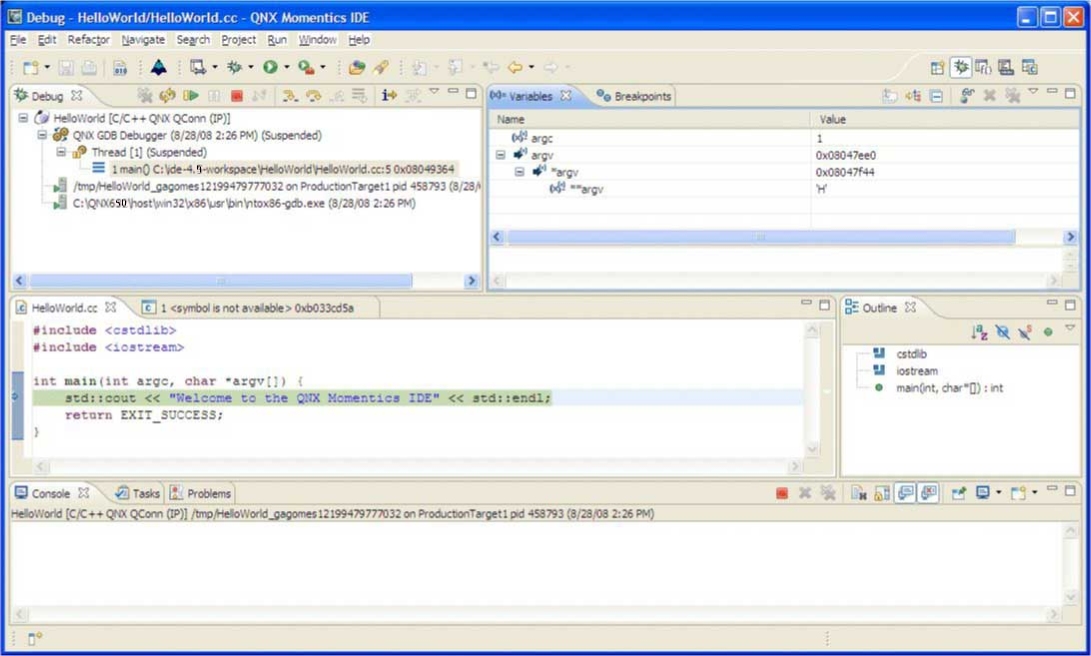 Debug - HelloWorld/HelloWorld.cc - QNX Momentics IDE
File Edit Refactor Navigate Search Project Run Window Help
Debug
HelloWorld [C/C++ QNX QConn (IP)]
QNX GDB Debugger (8/28/08 2:26 PM) (Suspended)
Thread [1] (Suspended)
1 main() C:\ide-4.5-workspace\HelloWorld\HelloWorld.cc:5 0x08049364
/tmp/HelloWorld_gagomes12199479777032 on ProductionTarget1 pid 458793 (8/28/
C:\QNX650\host\win32\x86\usr\bin\ntox86-gdb.exe (8/28/08 2:26 PM)
(x)= Variables Breakpoints
Name Value
argc 1
argv 0x08047ee0
*argv 0x08047f44
**argv 'H'
HelloWorld.cc 1 <symbol is not available> 0xb033cd5a
#include <cstdlib>
#include <iostream>
int main(int argc, char *argv[]) {
std::cout << "Welcome to the QNX Momentics IDE" << std::endl;
return EXIT_SUCCESS;
}
Outline
cstdlib
iostream
main(int, char*[]) : int
Console Tasks Problems
HelloWorld [C/C++ QNX QConn (IP)] /tmp/HelloWorld_gagomes12199479777032 on ProductionTarget1 pid 458793 (8/28/08 2:26 PM)